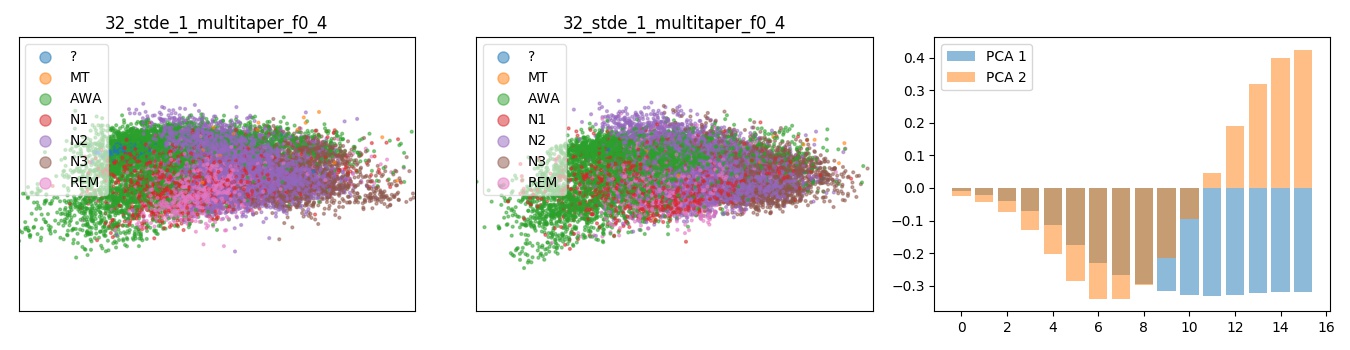 32_stde_1_multitaper_f0_4
?
MT
AWA
N1
N2
N3
REM
32_stde_1_multitaper_f0_4
?
MT
AWA
N1
N2
N3
REM
PCA 1
PCA 2
0.4
0.3
0.2
0.1
0.0
−0.1
−0.2
−0.3
0 2 4 6 8 10 12 14 16